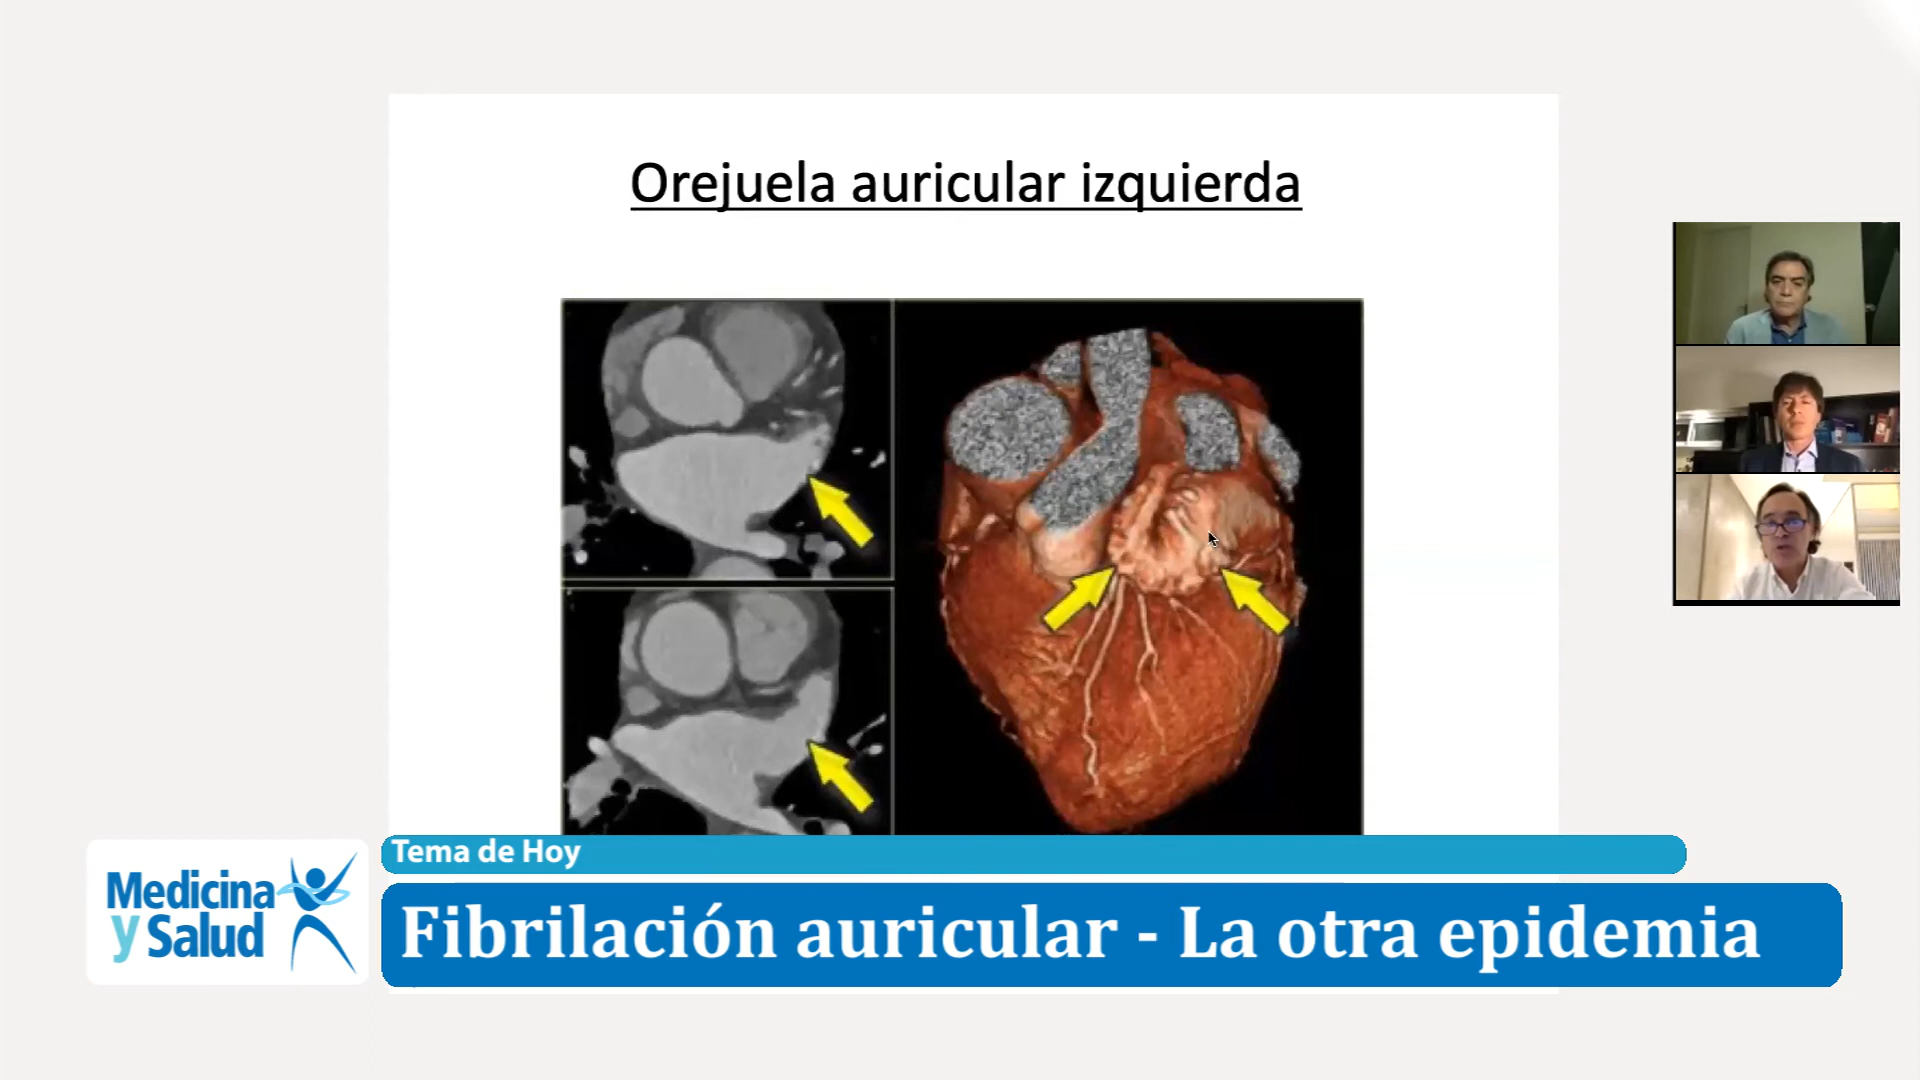 Orejuela auricular izquierda
Tema de Hoy
Medicina
y Salud
Fibrilación auricular - La otra epidemia